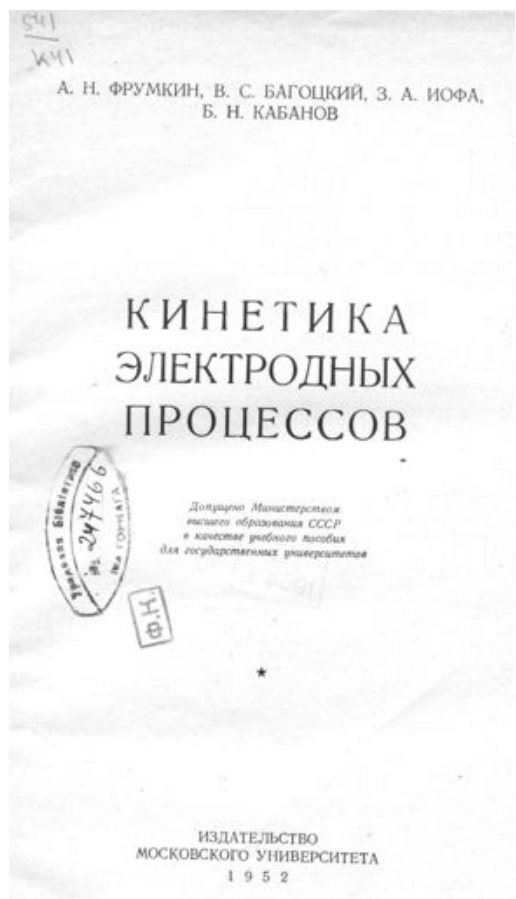 541
К41
А. Н. ФРУМКИН, В. С. БАГОЦКИЙ, З. А. ИОФА,
Б. Н. КАБАНОВ
КИНЕТИКА
ЭЛЕКТРОДНЫХ
ПРОЦЕССОВ
Допущено Министерством
высшего образования СССР
в качестве учебного пособия
для государственных университетов
247466
Ф.Н.
★
ИЗДАТЕЛЬСТВО
МОСКОВСКОГО УНИВЕРСИТЕТА
1952